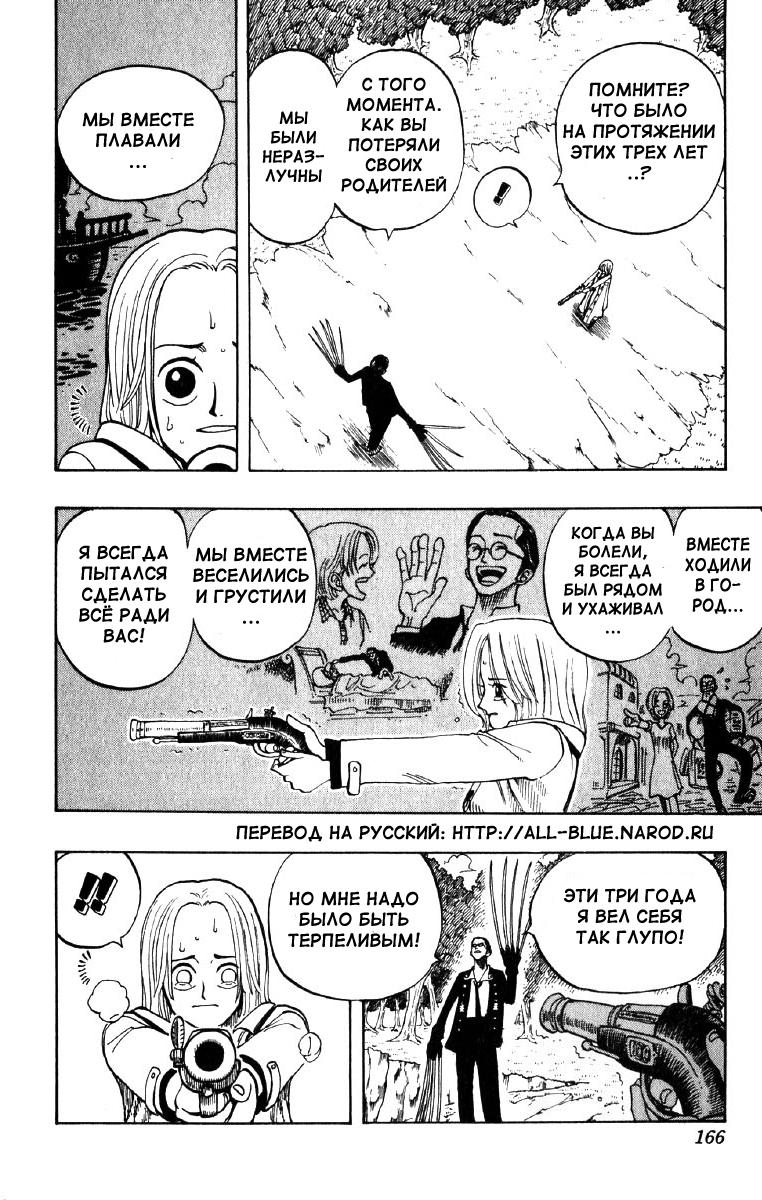 ПОМНИТЕ?
ЧТО БЫЛО
НА ПРОТЯЖЕНИИ
ЭТИХ ТРЕХ ЛЕТ
..?
!
С ТОГО
МОМЕНТА.
КАК ВЫ
ПОТЕРЯЛИ
СВОИХ
РОДИТЕЛЕЙ
МЫ
БЫЛИ
НЕРАЗ-
ЛУЧНЫ
МЫ ВМЕСТЕ
ПЛАВАЛИ
...
ВМЕСТЕ
ХОДИЛИ
В ГО-
РОД...
КОГДА ВЫ
БОЛЕЛИ,
Я ВСЕГДА
БЫЛ РЯДОМ
И УХАЖИВАЛ
...
МЫ ВМЕСТЕ
ВЕСЕЛИЛИСЬ
И ГРУСТИЛИ
...
Я ВСЕГДА
ПЫТАЛСЯ
СДЕЛАТЬ
ВСЁ РАДИ
ВАС!
ПЕРЕВОД НА РУССКИЙ: HTTP://ALL-BLUE.NAROD.RU
ЭТИ ТРИ ГОДА
Я ВЕЛ СЕБЯ
ТАК ГЛУПО!
НО МНЕ НАДО
БЫЛО БЫТЬ
ТЕРПЕЛИВЫМ!
!!
166